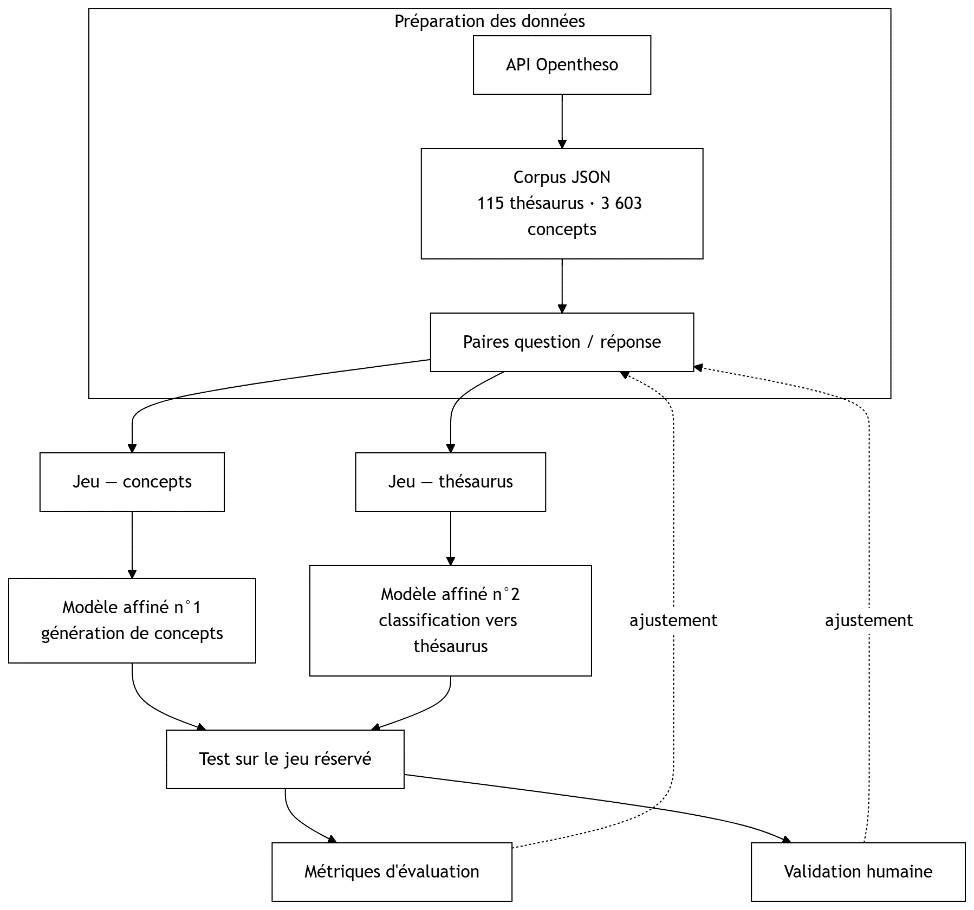 Préparation des données
API Opentheso
Corpus JSON
115 thésaurus · 3 603
concepts
Paires question / réponse
Jeu — concepts
Jeu — thésaurus
Modèle affiné n°1
génération de concepts
Modèle affiné n°2
classification vers
thésaurus
ajustement
ajustement
Test sur le jeu réservé
Métriques d'évaluation
Validation humaine